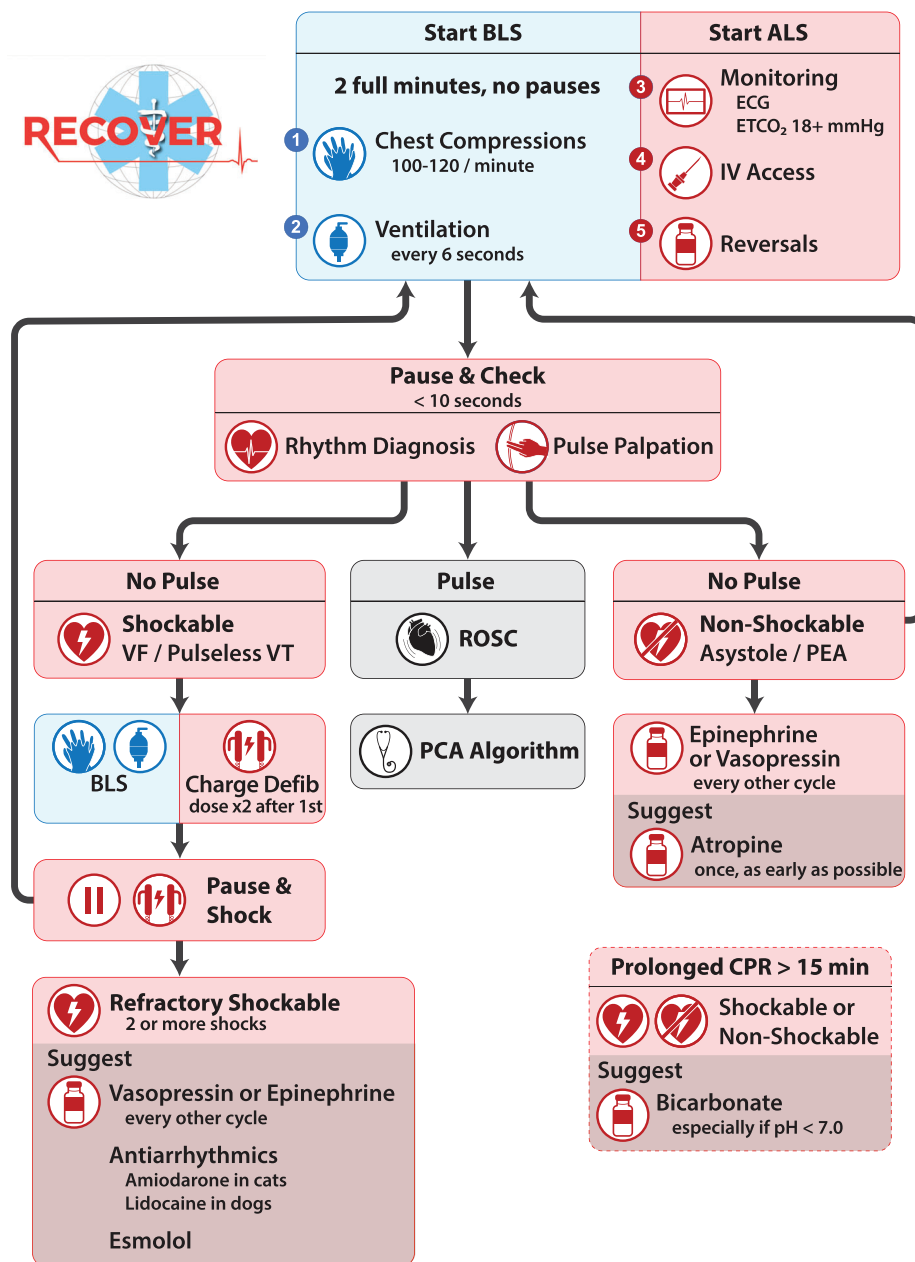 RECOVER
Start BLS
2 full minutes, no pauses
1
Chest Compressions
100-120 / minute
2
Ventilation
every 6 seconds
Start ALS
3
Monitoring
ECG
ETCO₂ 18+ mmHg
4
IV Access
5
Reversals
Pause & Check
< 10 seconds
Rhythm Diagnosis
Pulse Palpation
No Pulse
Shockable
VF / Pulseless VT
BLS
Charge Defib
dose x2 after 1st
Pause &
Shock
Refractory Shockable
2 or more shocks
Suggest
Vasopressin or Epinephrine
every other cycle
Antiarrhythmics
Amiodarone in cats
Lidocaine in dogs
Esmolol
Pulse
ROSC
PCA Algorithm
No Pulse
Non-Shockable
Asystole / PEA
Epinephrine
or Vasopressin
every other cycle
Suggest
Atropine
once, as early as possible
Prolonged CPR > 15 min
Shockable or
Non-Shockable
Suggest
Bicarbonate
especially if pH < 7.0